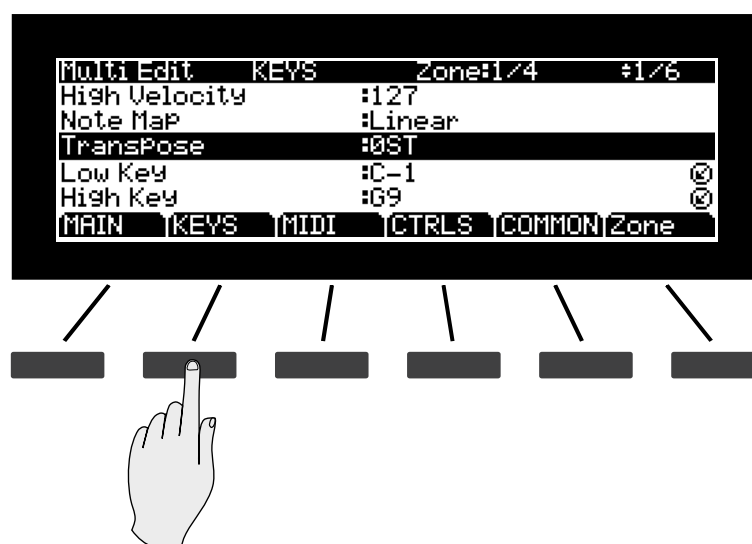 Multi Edit KEYS Zone:1/4 ÷1/6
High Velocity :127
Note Map :Linear
Transpose :0ST
Low Key :C-1
High Key :G9
MAIN KEYS MIDI CTRLS COMMON Zone